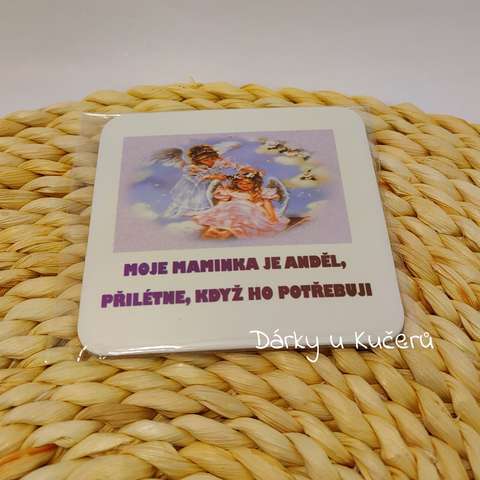 MOJE MAMINKA JE ANDĚL,
PŘILÉTNE, KDYŽ HO POTŘEBUJI
Dárky u Kučerů